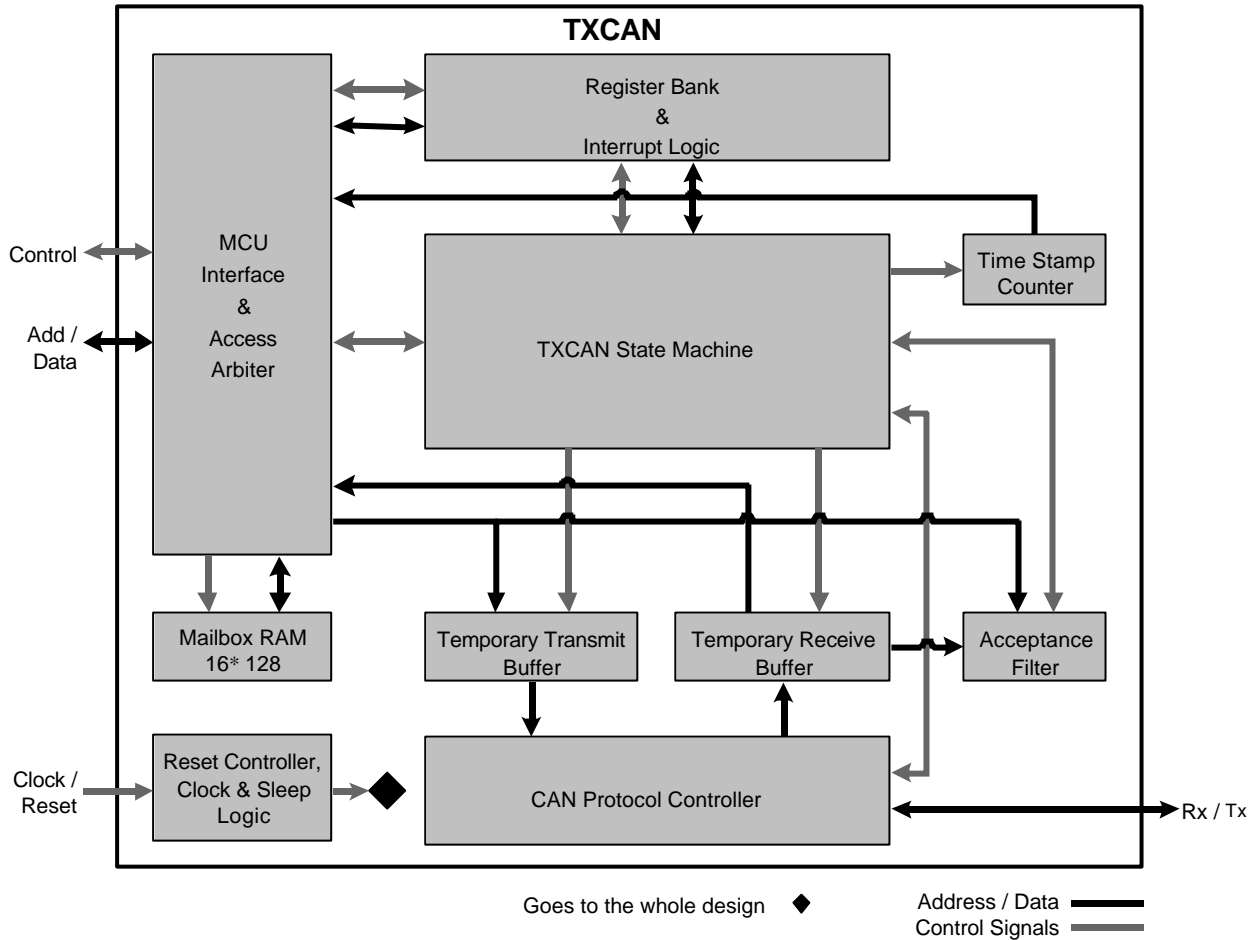 TXCAN
Register Bank
&
Interrupt Logic
MCU
Interface
&
Access
Arbiter
Control
Add /
Data
Time Stamp
Counter
TXCAN State Machine
Mailbox RAM
16* 128
Temporary Transmit
Buffer
Temporary Receive
Buffer
Acceptance
Filter
Clock /
Reset
Reset Controller,
Clock & Sleep
Logic
CAN Protocol Controller
Rx / Tx
Goes to the whole design
Address / Data
Control Signals